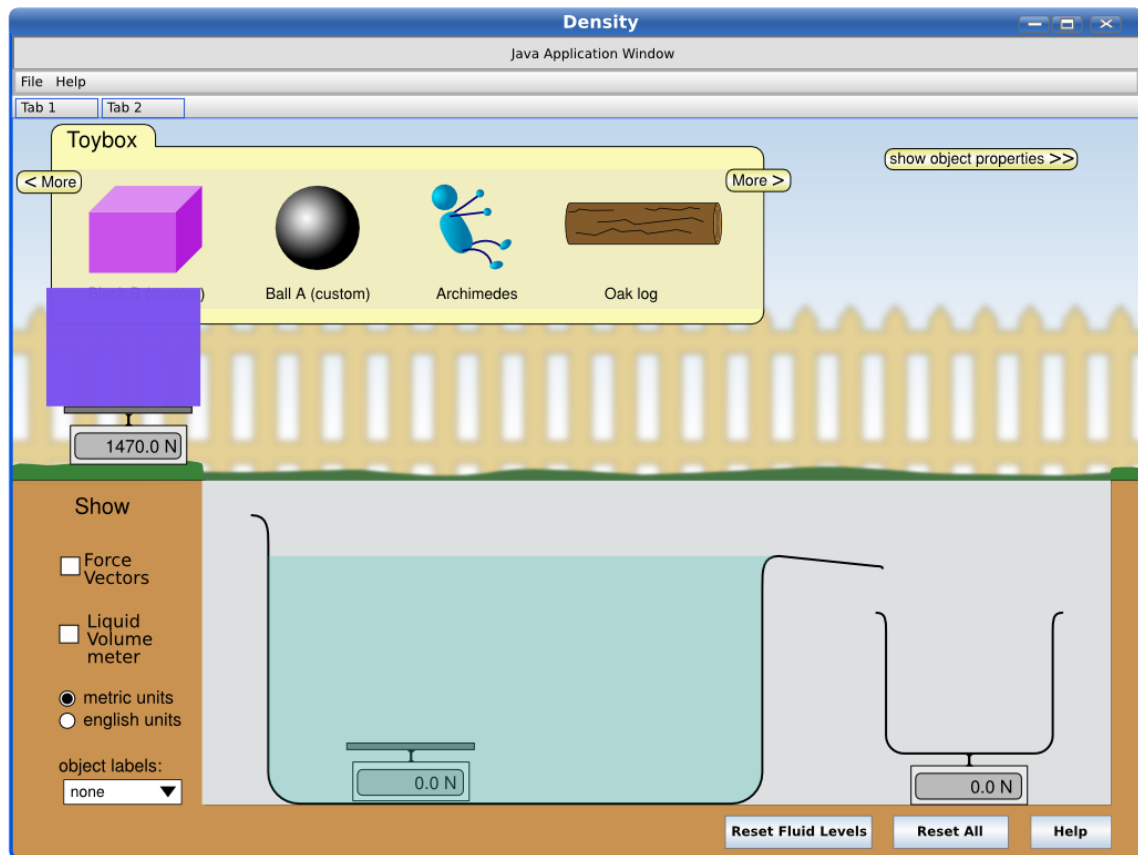 Density
Java Application Window
File Help
Tab 1 Tab 2
Toybox
show object properties >>
< More
More >
Ball A (custom) Archimedes Oak log
1470.0 N
Show
Force
Vectors
Liquid
Volume
meter
metric units
english units
object labels:
none
0.0 N
0.0 N
Reset Fluid Levels Reset All Help